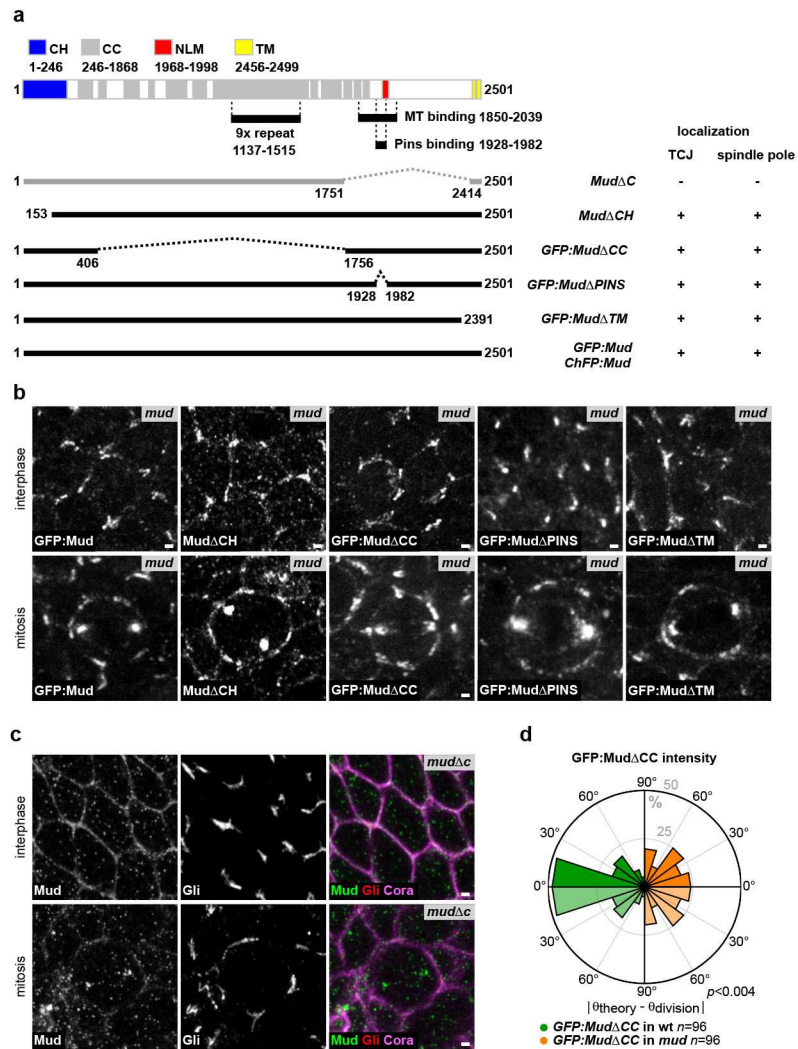 a
CH CC NLM TM
1-246 246-1868 1968-1998 2456-2499
1 2501
MT binding 1850-2039
9x repeat Pins binding 1928-1982
1137-1515
localization
TCJ spindle pole
1 1751 2414 2501 MudΔC - -
153 2501 MudΔCH + +
1 406 1756 2501 GFP:MudΔCC + +
1 1928 1982 2501 GFP:MudΔPINS + +
1 2391 GFP:MudΔTM + +
1 2501 GFP:Mud + +
ChFP:Mud
b
interphase
mud mud mud mud mud
GFP:Mud MudΔCH GFP:MudΔCC GFP:MudΔPINS GFP:MudΔTM
mitosis
mud mud mud mud mud
GFP:Mud MudΔCH GFP:MudΔCC GFP:MudΔPINS GFP:MudΔTM
c
interphase
mudΔc
Mud Gli Mud Gli Cora
mitosis
mudΔc
Mud Gli Mud Gli Cora
d
GFP:MudΔCC intensity
90° 50
60° % 60°
25
30° 30°
0° 0°
30° 30°
60° 60°
90° p<0.004
|θtheory - θdivision|
GFP:MudΔCC in wt n=96
GFP:MudΔCC in mud n=96